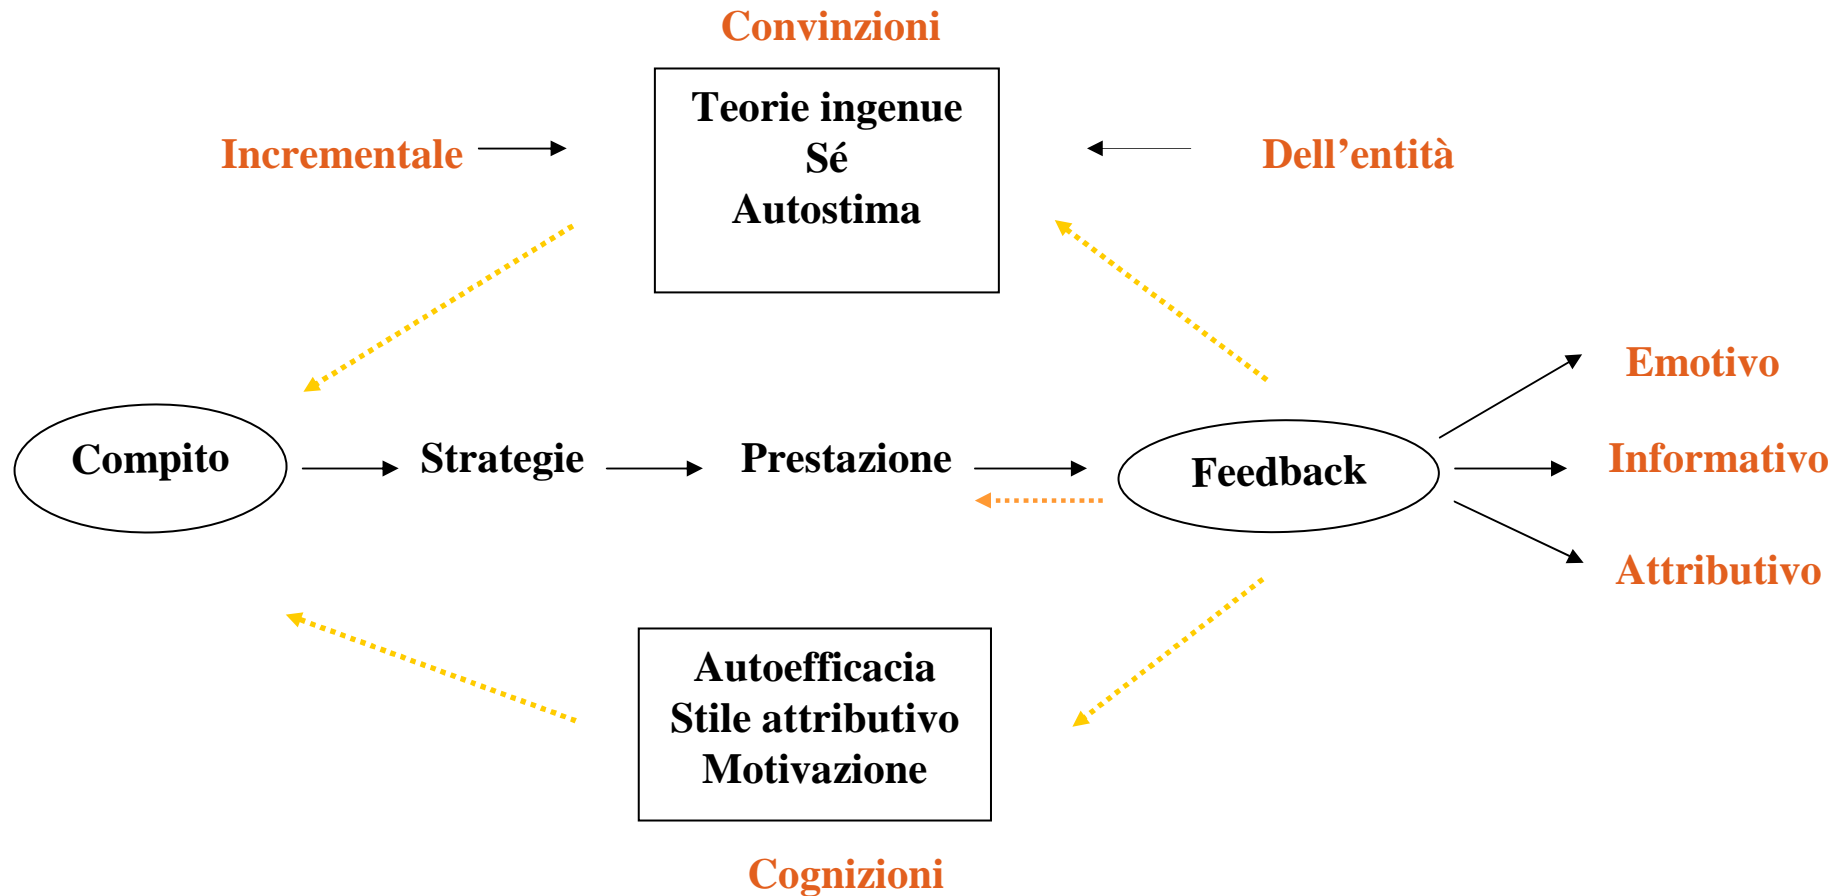 Convinzioni
Teorie ingenue
Sé
Autostima
Incrementale
Dell’entità
Compito
Strategie
Prestazione
Feedback
Emotivo
Informativo
Attributivo
Autoefficacia
Stile attributivo
Motivazione
Cognizioni